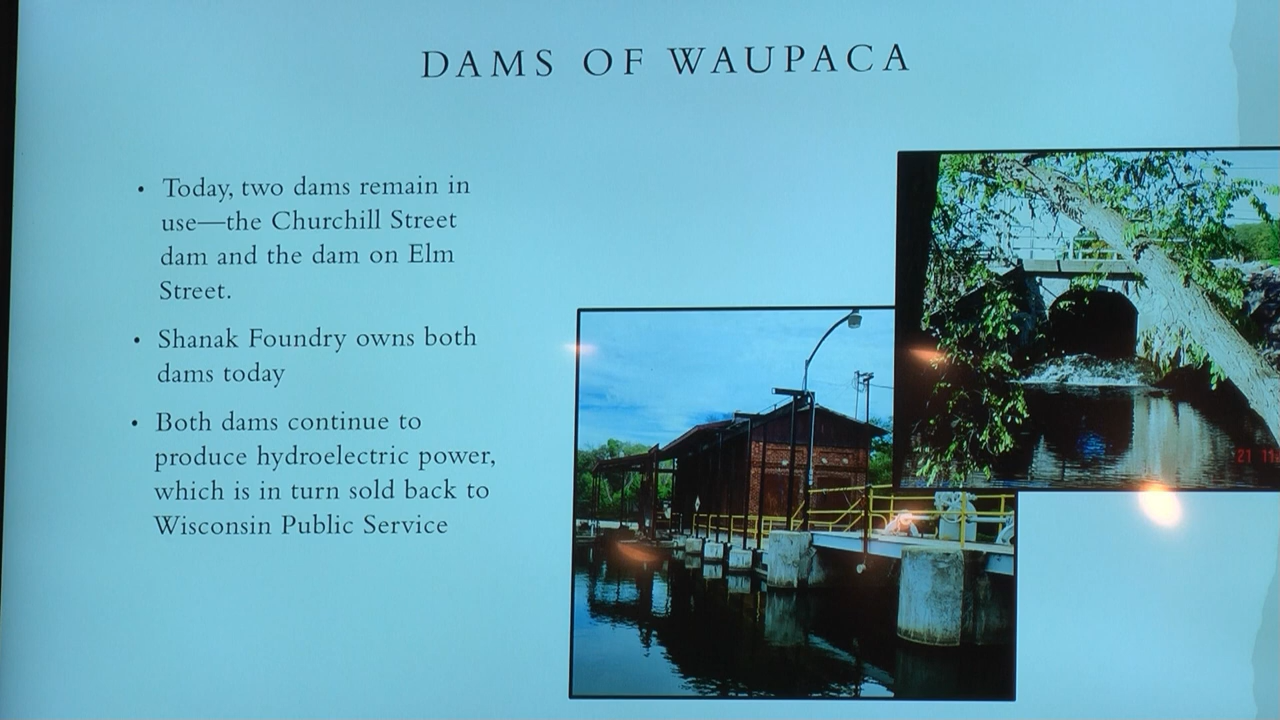 DAMS OF WAUPACA
• Today, two dams remain in
use—the Churchill Street
dam and the dam on Elm
Street.
• Shanak Foundry owns both
dams today
• Both dams continue to
produce hydroelectric power,
which is in turn sold back to
Wisconsin Public Service
21 11